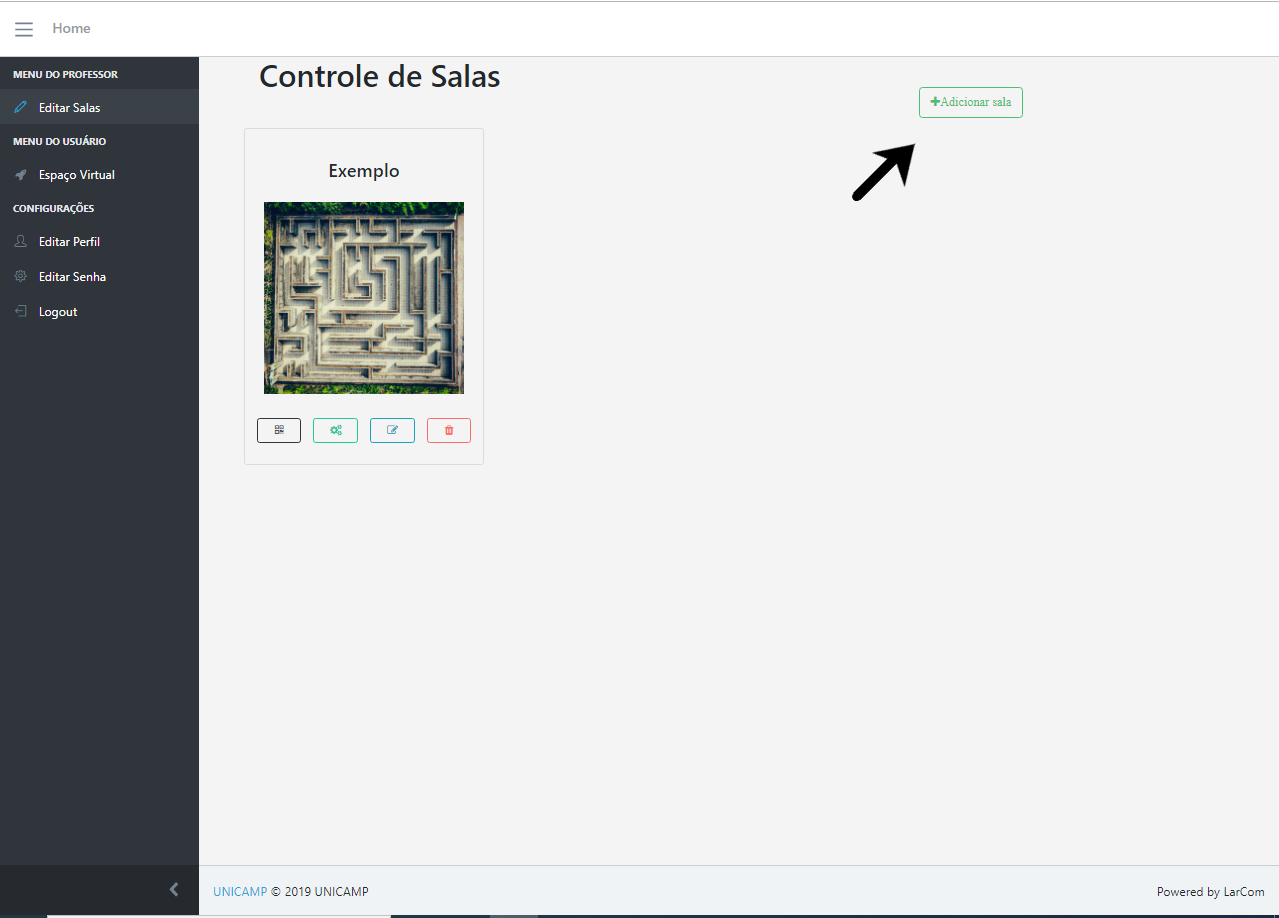 Home
MENU DO PROFESSOR
Editar Salas
MENU DO USUÁRIO
Espaço Virtual
CONFIGURAÇÕES
Editar Perfil
Editar Senha
Logout
Controle de Salas
Adicionar sala
Exemplo
UNICAMP © 2019 UNICAMP
Powered by LarCom